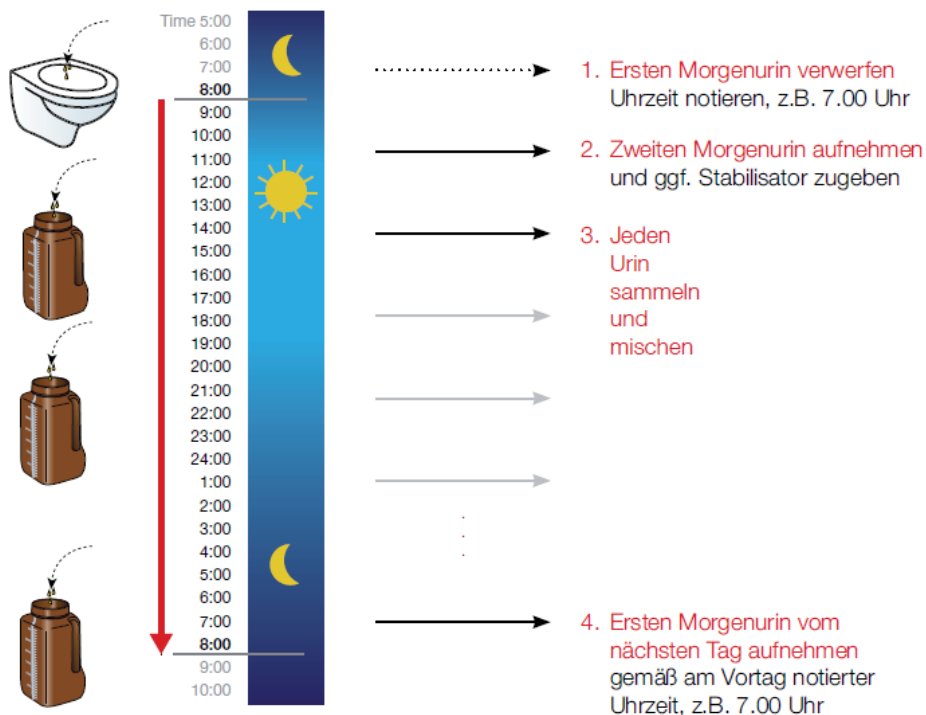 Time 5:00
6:00
7:00
8:00
9:00
10:00
11:00
12:00
13:00
14:00
15:00
16:00
17:00
18:00
19:00
20:00
21:00
22:00
23:00
24:00
1:00
2:00
3:00
4:00
5:00
6:00
7:00
8:00
9:00
10:00
1. Ersten Morgenurin verwerfen
Uhrzeit notieren, z.B. 7.00 Uhr
2. Zweiten Morgenurin aufnehmen
und ggf. Stabilisator zugeben
3. Jeden
Urin
sammeln
und
mischen
4. Ersten Morgenurin vom
nächsten Tag aufnehmen
gemäß am Vortag notierter
Uhrzeit, z.B. 7.00 Uhr